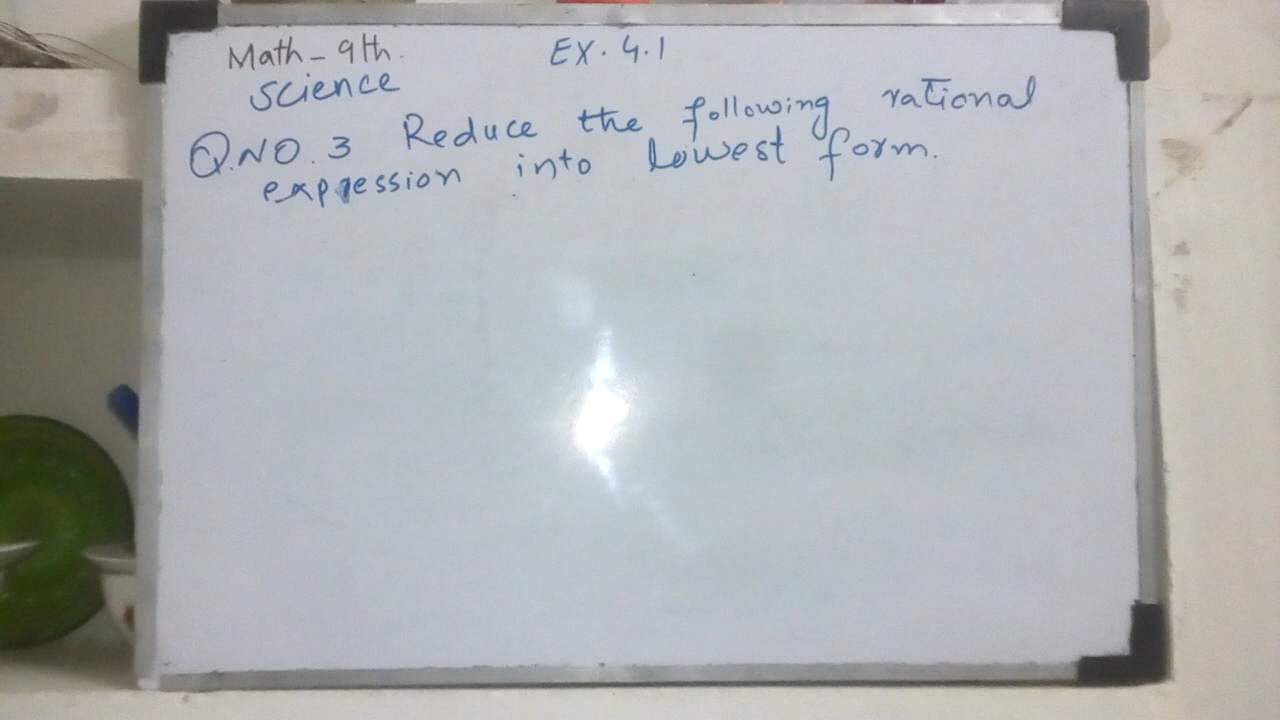 Math - 9th. EX. 4.1
Science
Q.NO. 3 Reduce the following rational
expression into lowest form.